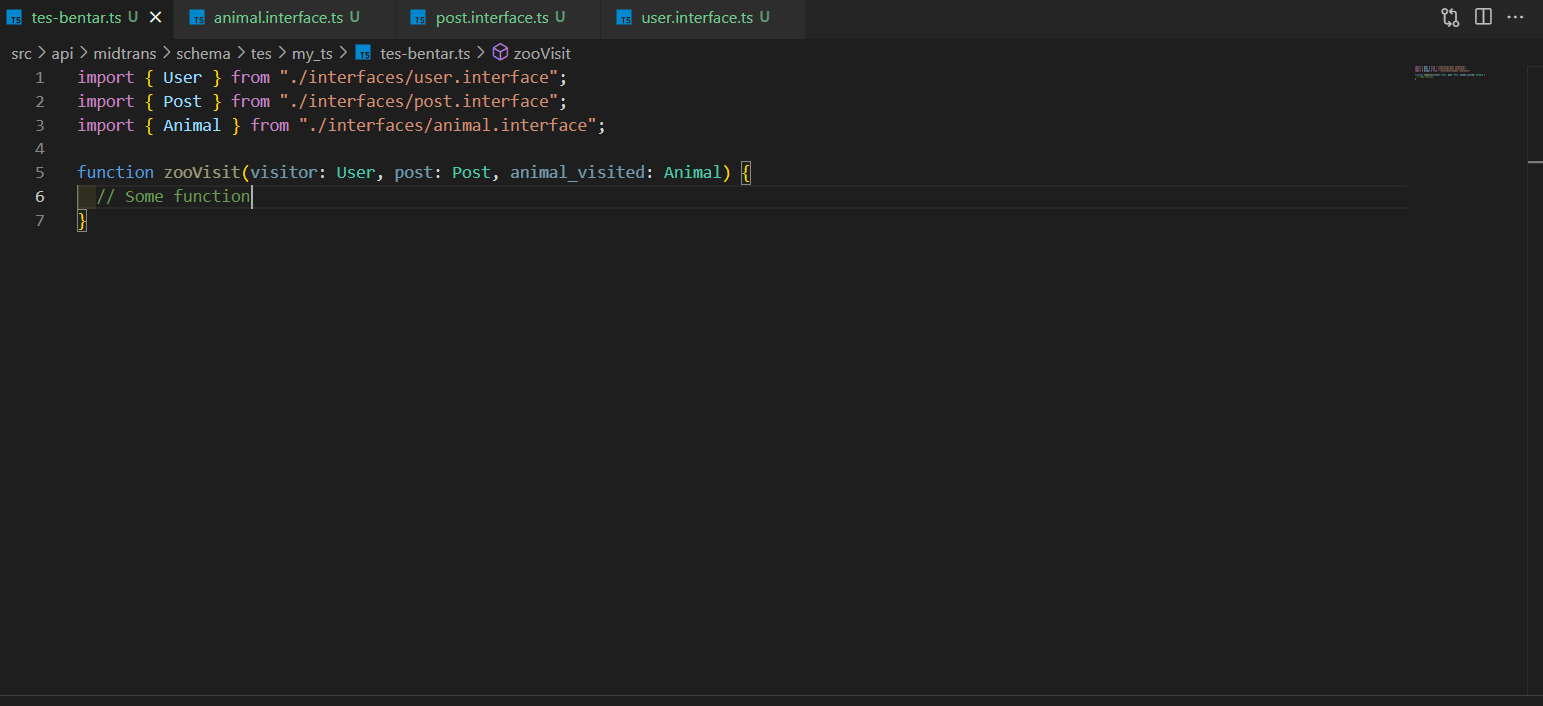 TS tes-bentar.ts U TS animal.interface.ts U TS post.interface.ts U TS user.interface.ts U
src > api > midtrans > schema > tes > my_ts > TS tes-bentar.ts > zooVisit
1 import { User } from "./interfaces/user.interface";
2 import { Post } from "./interfaces/post.interface";
3 import { Animal } from "./interfaces/animal.interface";
4
5 function zooVisit(visitor: User, post: Post, animal_visited: Animal) {
6 // Some function
7 }